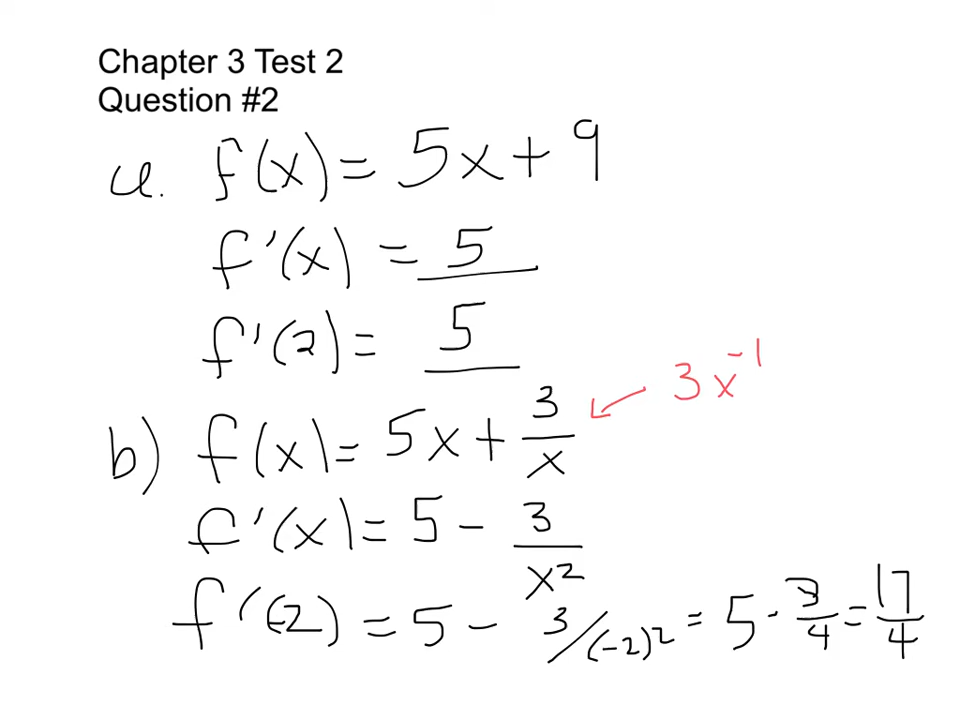 Chapter 3 Test 2
Question #2
a. f(x) = 5x + 9
f'(x) = 5
f'(2) = 5
3x⁻¹
b) f(x) = 5x + 3/x
f'(x) = 5 - 3/x²
f'(-2) = 5 - 3/(-2)² = 5 - 3/4 = 17/4